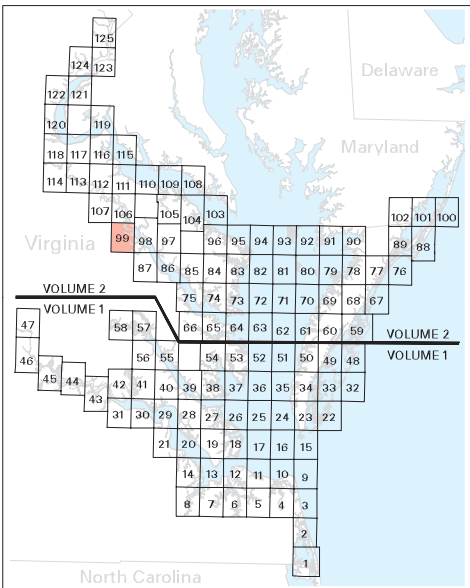 125
124 123
Delaware
122 121
120 119
Maryland
118 117 116 115
114 113 112 111 110 109 108
107 106 105 104 103 102 101 100
Virginia 99 98 97 96 95 94 93 92 91 90 89 88
87 86 85 84 83 82 81 80 79 78 77 76
VOLUME 2 75 74 73 72 71 70 69 68 67
VOLUME 1
47 58 57 66 65 64 63 62 61 60 59 VOLUME 2
46 56 55 54 53 52 51 50 49 48 VOLUME 1
45 44 43 42 41 40 39 38 37 36 35 34 33 32
31 30 29 28 27 26 25 24 23 22
21 20 19 18 17 16 15
14 13 12 11 10 9
8 7 6 5 4 3
2
1
North Carolina